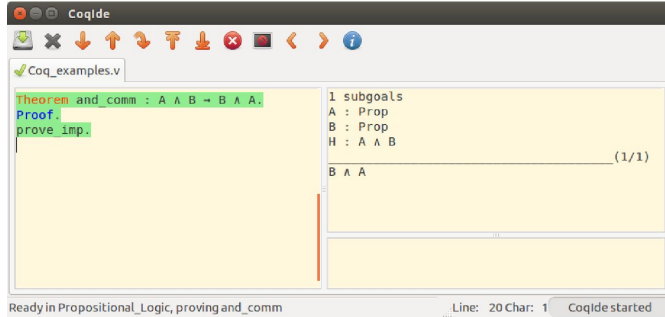 CoqIde
Coq_examples.v
Theorem and_comm : A ∧ B → B ∧ A.
Proof.
prove_imp.
1 subgoals
A : Prop
B : Prop
H : A ∧ B
(1/1)
B ∧ A
Ready in Propositional_Logic, proving and_comm
Line: 20 Char: 1
CoqIde started